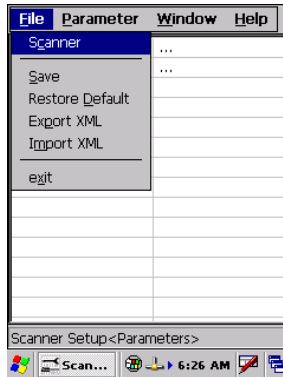 File Parameter Window Help
Scanner
...
...
Save
Restore Default
Export XML
Import XML
exit
Scanner Setup<Parameters>
Scan... 6:26 AM